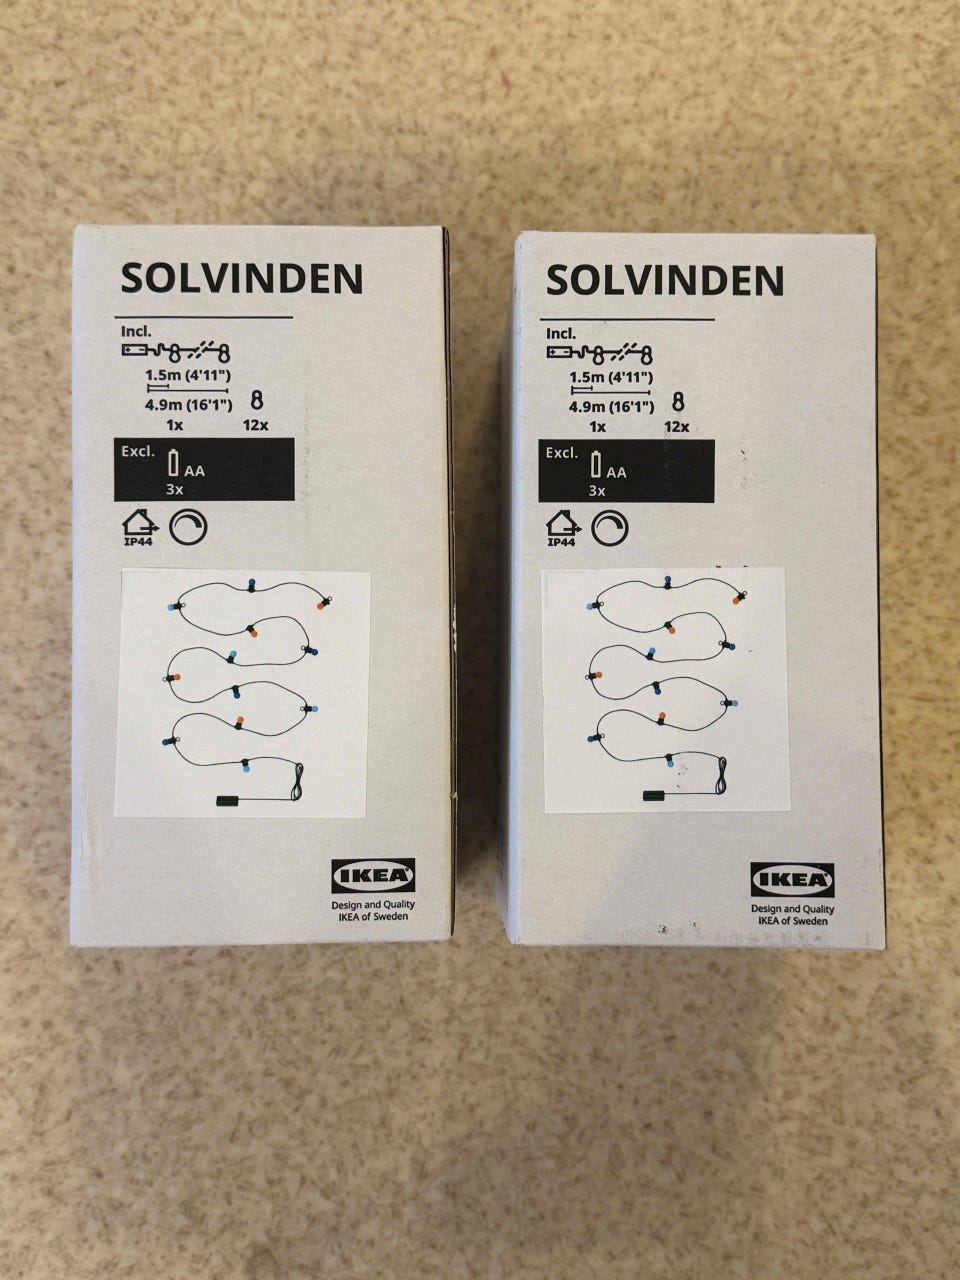 SOLVINDEN
Incl.
1.5m (4'11")
4.9m (16'1")
1x 12x
Excl.
AA
3x
IP44
IKEA
Design and Quality
IKEA of Sweden
SOLVINDEN
Incl.
1.5m (4'11")
4.9m (16'1")
1x 12x
Excl.
AA
3x
IP44
IKEA
Design and Quality
IKEA of Sweden